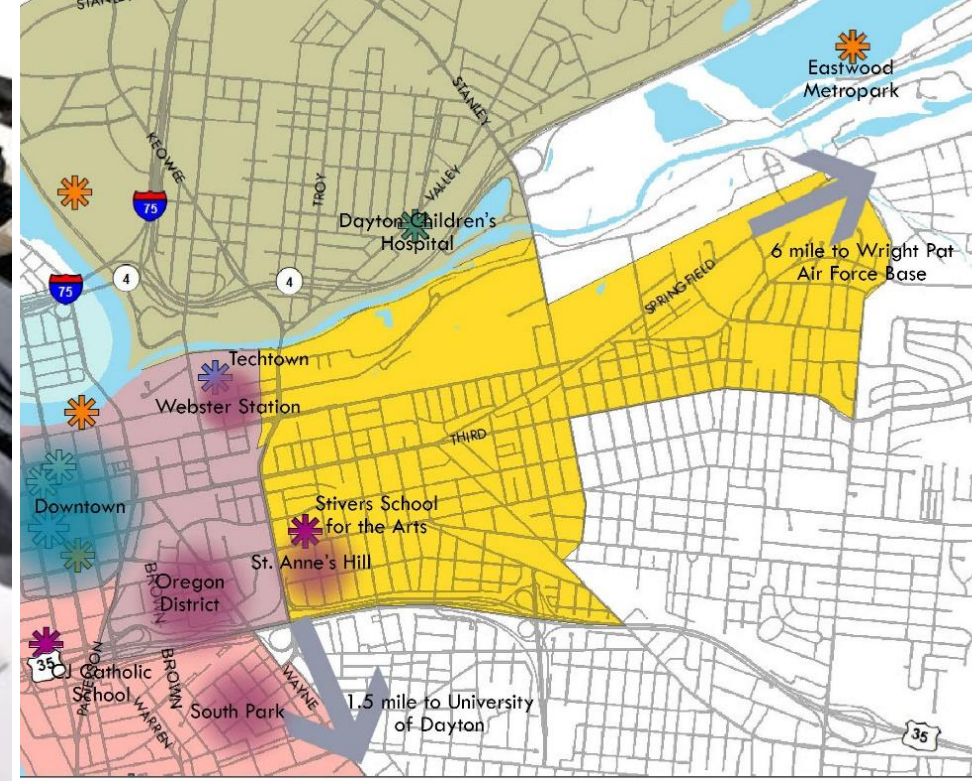 STANLEY
Eastwood
Metropark
STANLEY
KEOWEE
TROY
VALLEY
75
Dayton Children's
Hospital
6 mile to Wright Pat
Air Force Base
4
4
75
SPRINGFIELD
Techtown
Webster Station
THIRD
Downtown
Stivers School
for the Arts
St. Anne's Hill
Oregon
District
BROWN
35
CJ Catholic
School
PATTERSON
BROWN
WARREN
South Park
WAYNE
1.5 mile to University
of Dayton
35